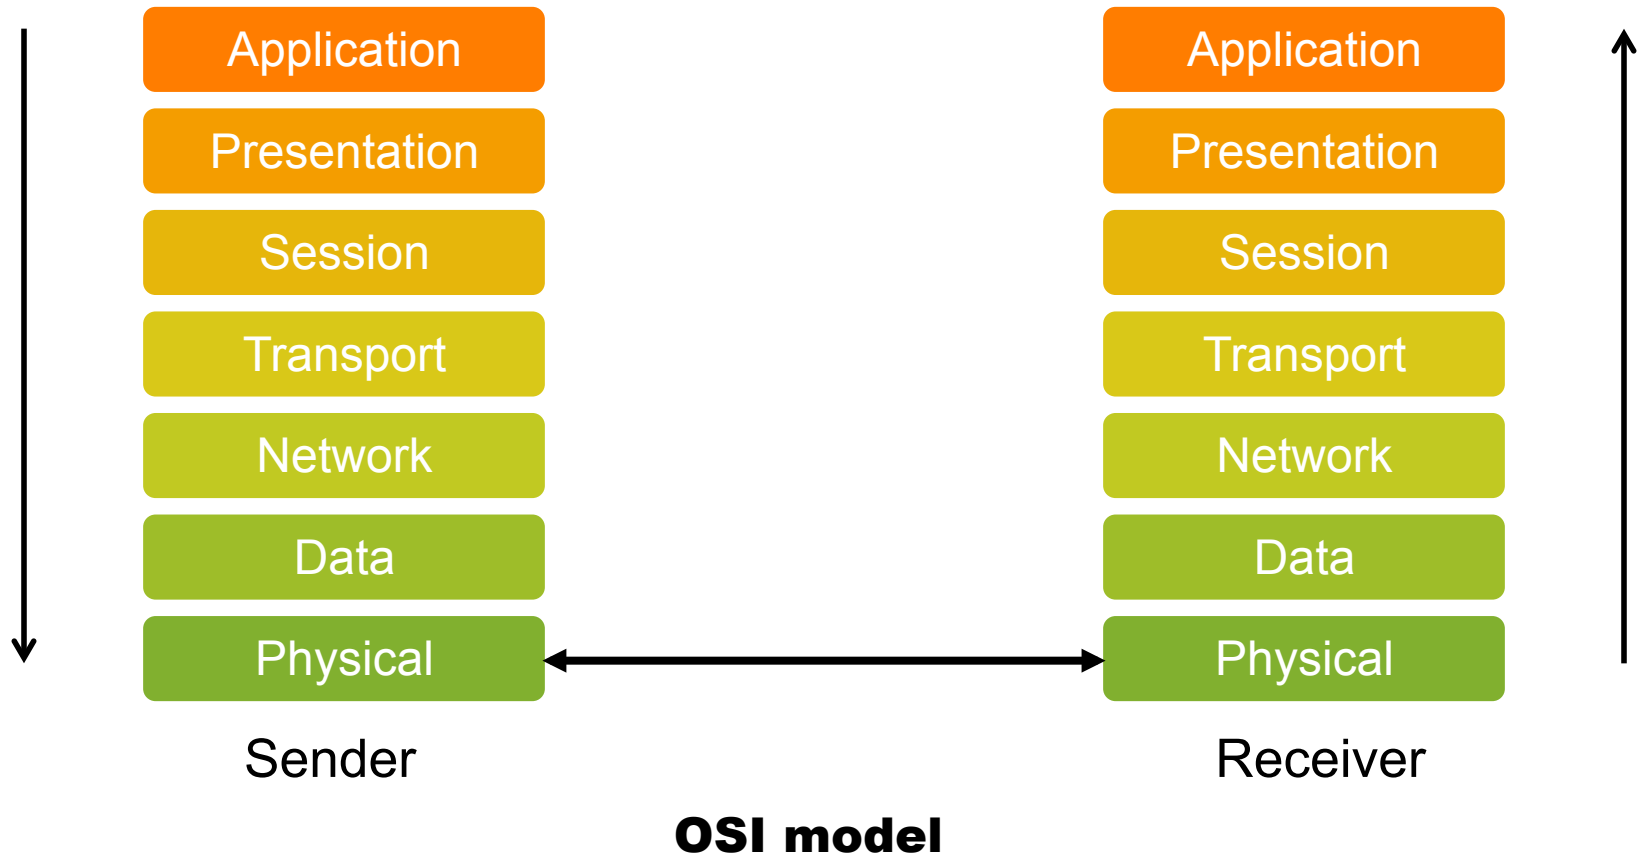 Application
Presentation
Session
Transport
Network
Data
Physical
Sender
Application
Presentation
Session
Transport
Network
Data
Physical
Receiver
OSI model